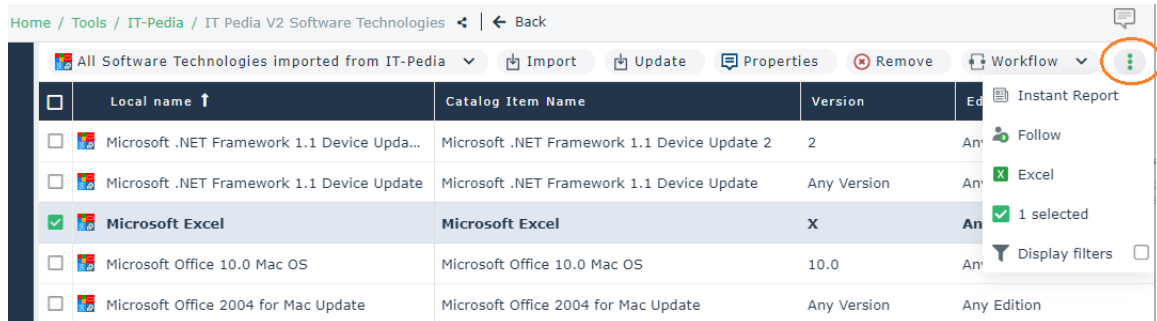 Home / Tools / IT-Pedia / IT Pedia V2 Software Technologies Back
All Software Technologies imported from IT-Pedia Import Update Properties Remove Workflow
Local name Catalog Item Name Version Ed
Instant Report
Microsoft .NET Framework 1.1 Device Upda... Microsoft .NET Framework 1.1 Device Update 2 2 An
Follow
Microsoft .NET Framework 1.1 Device Update Microsoft .NET Framework 1.1 Device Update Any Version An
Excel
Microsoft Excel Microsoft Excel X An
1 selected
Microsoft Office 10.0 Mac OS Microsoft Office 10.0 Mac OS 10.0 An
Display filters
Microsoft Office 2004 for Mac Update Microsoft Office 2004 for Mac Update Any Version Any Edition